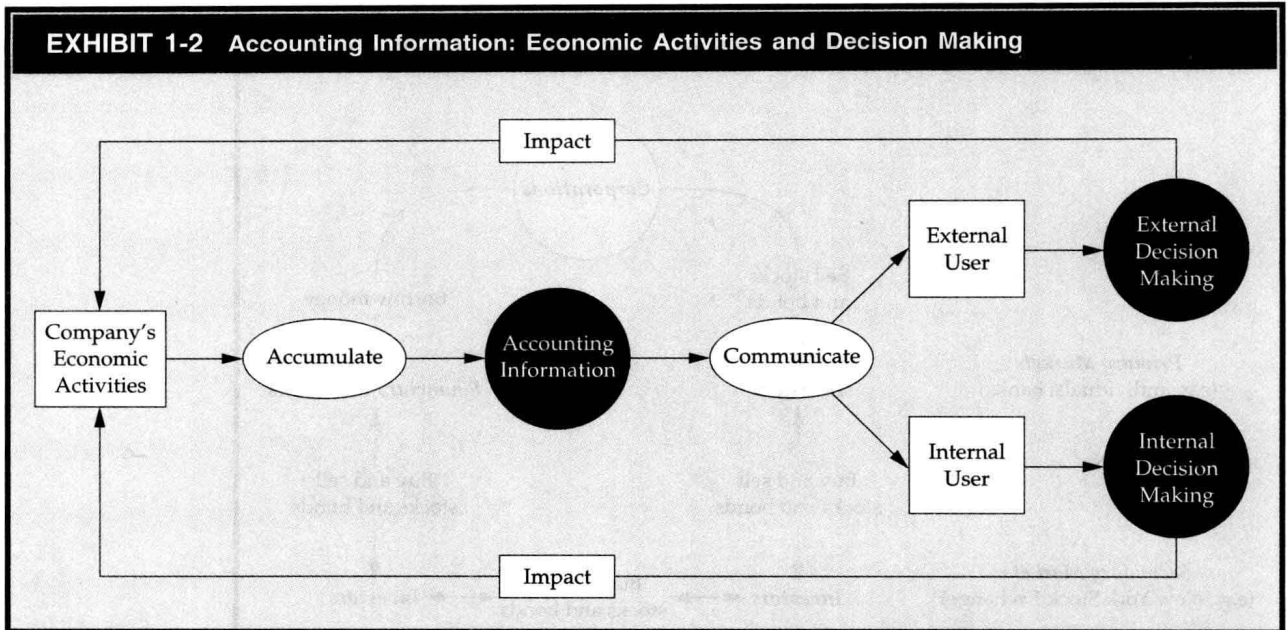 EXHIBIT 1-2 Accounting Information: Economic Activities and Decision Making
Impact
External
User
External
Decision
Making
Company's
Economic
Activities
Accumulate
Accounting
Information
Communicate
Internal
User
Internal
Decision
Making
Impact